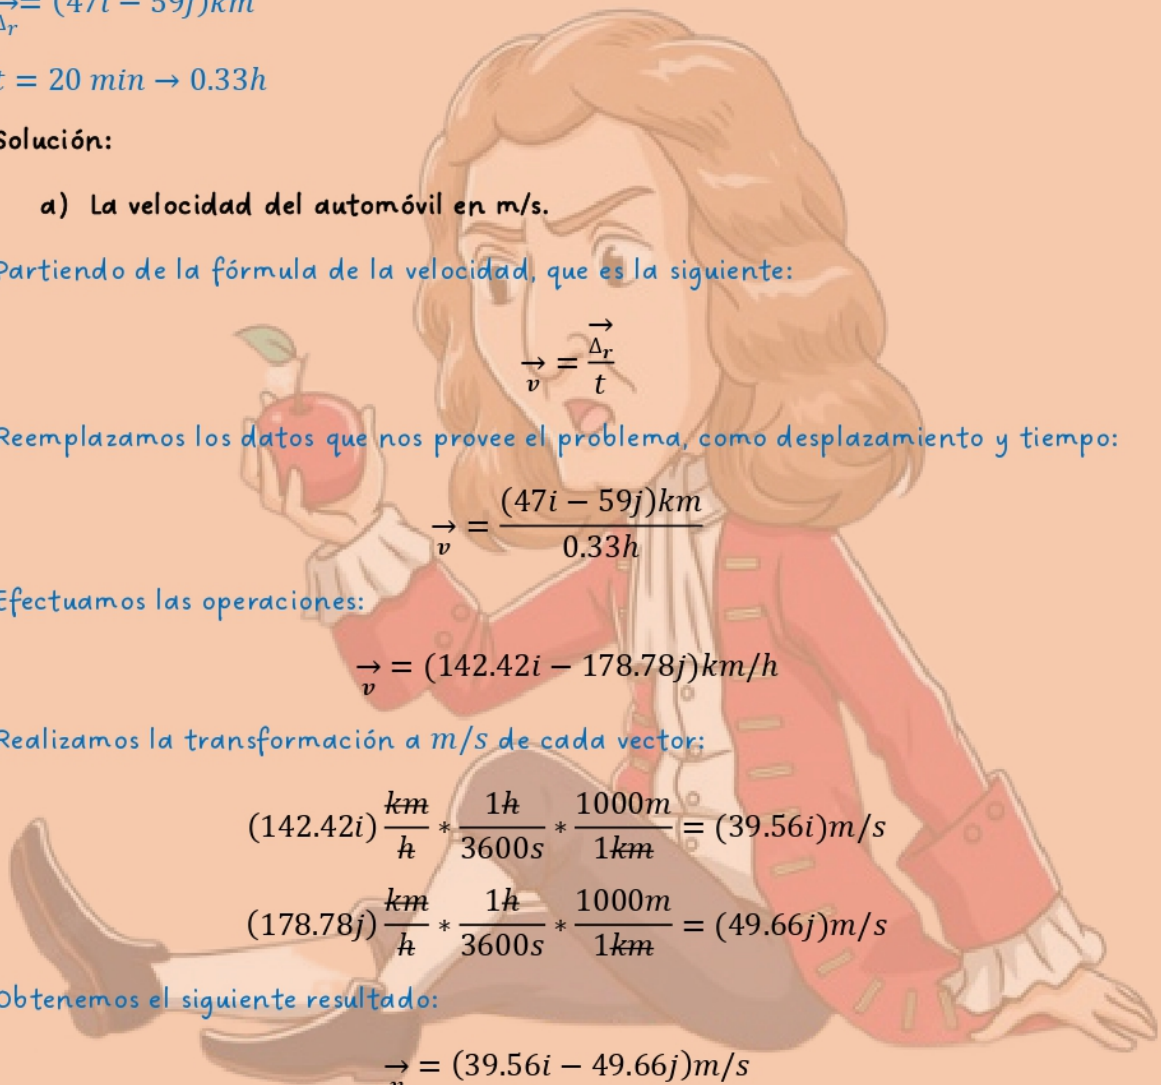 →/Δr = (47i − 59j)km
t = 20 min → 0.33h
Solución:
a) La velocidad del automóvil en m/s.
Partiendo de la fórmula de la velocidad, que es la siguiente:
→/v = (→/Δr)/t
Reemplazamos los datos que nos provee el problema, como desplazamiento y tiempo:
→/v = (47i − 59j)km / 0.33h
Efectuamos las operaciones:
→/v = (142.42i − 178.78j)km/h
Realizamos la transformación a m/s de cada vector:
(142.42i) km/h * 1h/3600s * 1000m/1km = (39.56i)m/s
(178.78j) km/h * 1h/3600s * 1000m/1km = (49.66j)m/s
Obtenemos el siguiente resultado:
→/v = (39.56i − 49.66j)m/s